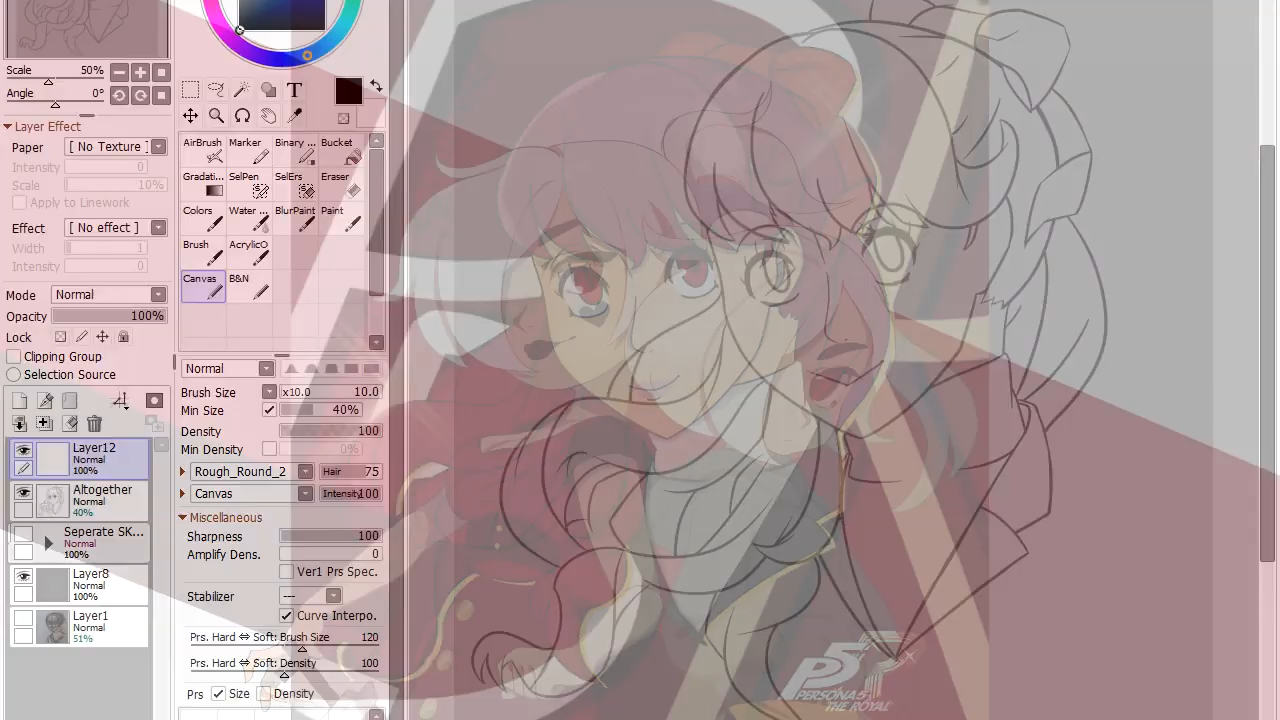 Scale 50%
Angle 0°
Layer Effect
Paper [ No Texture ]
Intensity 0
Scale 10%
Apply to Linework
Effect [ No effect ]
Width 1
Intensity 0
Mode Normal
Opacity 100%
Lock
Clipping Group
Selection Source
Layer12
Normal
100%
Altogether
Normal
40%
Seperate SK...
Normal
100%
Layer8
Normal
100%
Layer1
Normal
51%
T
AirBrush Marker Binary ... Bucket
Gradati... SelPen SelErs Eraser
Colors Water ... BlurPaint Paint
Brush AcrylicO
Canvas B&N
Normal
Brush Size x10.0 10.0
Min Size 40%
Density 100
Min Density 0%
Rough_Round_2 Hair 75
Canvas Intensity 100
Miscellaneous
Sharpness 100
Amplify Dens. 0
Ver1 Prs Spec.
Stabilizer ---
Curve Interpo.
Prs. Hard ⇔ Soft: Brush Size 120
Prs. Hard ⇔ Soft: Density 100
Prs Size Density
P5R
PERSONA5
THE ROYAL